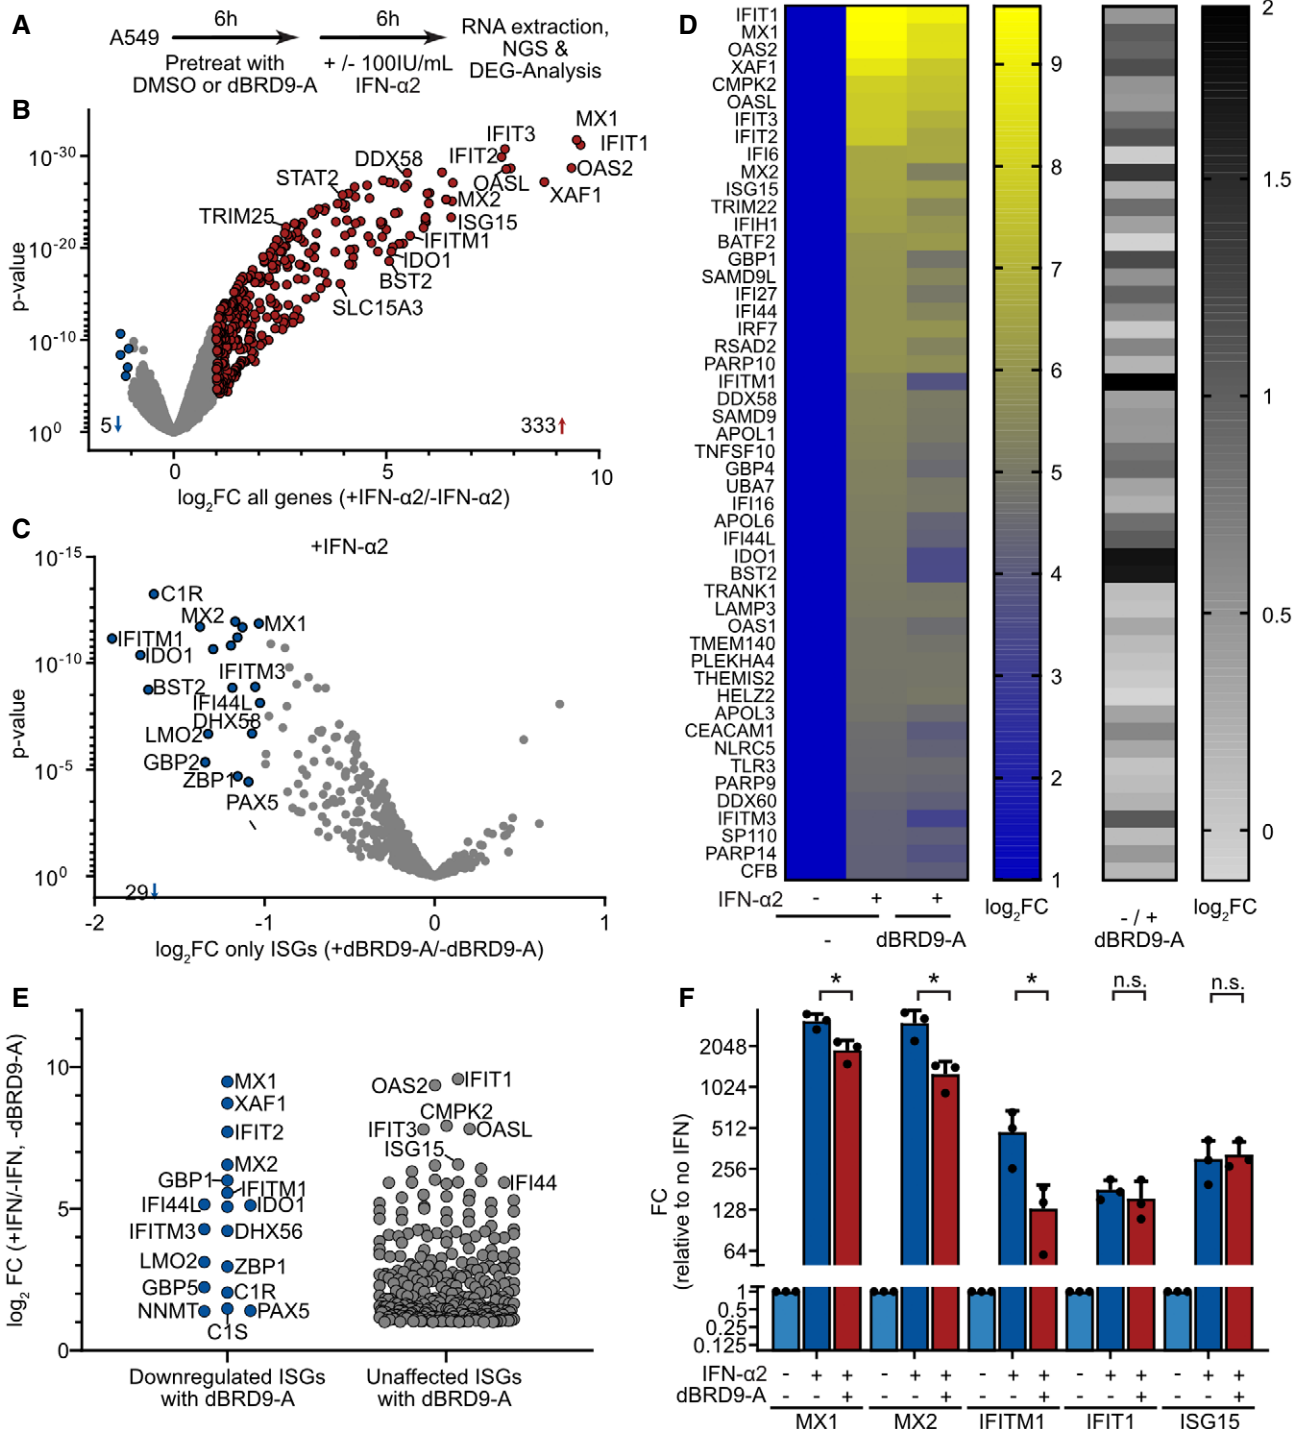 A
A549
6h
Pretreat with
DMSO or dBRD9-A
6h
+ /- 100IU/mL
IFN-α2
RNA extraction,
NGS &
DEG-Analysis
B
p-value
10-30
10-20
10-10
100
MX1
IFIT3
IFIT1
IFIT2
DDX58
OAS2
OASL
STAT2
XAF1
MX2
TRIM25
ISG15
IFITM1
IDO1
BST2
SLC15A3
5
333
0
5
10
log2FC all genes (+IFN-α2/-IFN-α2)
C
+IFN-α2
p-value
10-15
10-10
10-5
100
C1R
MX2
MX1
IFITM1
IDO1
IFITM3
BST2
IFI44L
DHX58
LMO2
GBP2
ZBP1
PAX5
29
-2
-1
0
1
log2FC only ISGs (+dBRD9-A/-dBRD9-A)
D
IFIT1
MX1
OAS2
XAF1
CMPK2
OASL
IFIT3
IFIT2
IFI6
MX2
ISG15
TRIM22
IFIH1
BATF2
GBP1
SAMD9L
IFI27
IFI44
IRF7
RSAD2
PARP10
IFITM1
DDX58
SAMD9
APOL1
TNFSF10
GBP4
UBA7
IFI16
APOL6
IFI44L
IDO1
BST2
TRANK1
LAMP3
OAS1
TMEM140
PLEKHA4
THEMIS2
HELZ2
APOL3
CEACAM1
NLRC5
TLR3
PARP9
DDX60
IFITM3
SP110
PARP14
CFB
IFN-α2
-
+
+
-
dBRD9-A
9
8
7
6
5
4
3
2
1
log2FC
- / +
dBRD9-A
2
1.5
1
0.5
0
log2FC
E
log2 FC (+IFN/-IFN, -dBRD9-A)
10
5
0
MX1
XAF1
IFIT2
MX2
GBP1
IFITM1
IFI44L
IDO1
IFITM3
DHX56
LMO2
ZBP1
GBP5
C1R
NNMT
PAX5
C1S
OAS2
IFIT1
CMPK2
IFIT3
OASL
ISG15
IFI44
Downregulated ISGs
with dBRD9-A
Unaffected ISGs
with dBRD9-A
F
FC
(relative to no IFN)
2048
1024
512
256
128
64
1
0.5
0.25
0.125
*
*
*
n.s.
n.s.
IFN-α2
- + + - + + - + + - + + - + +
dBRD9-A
- - + - - + - - + - - + - - +
MX1
MX2
IFITM1
IFIT1
ISG15